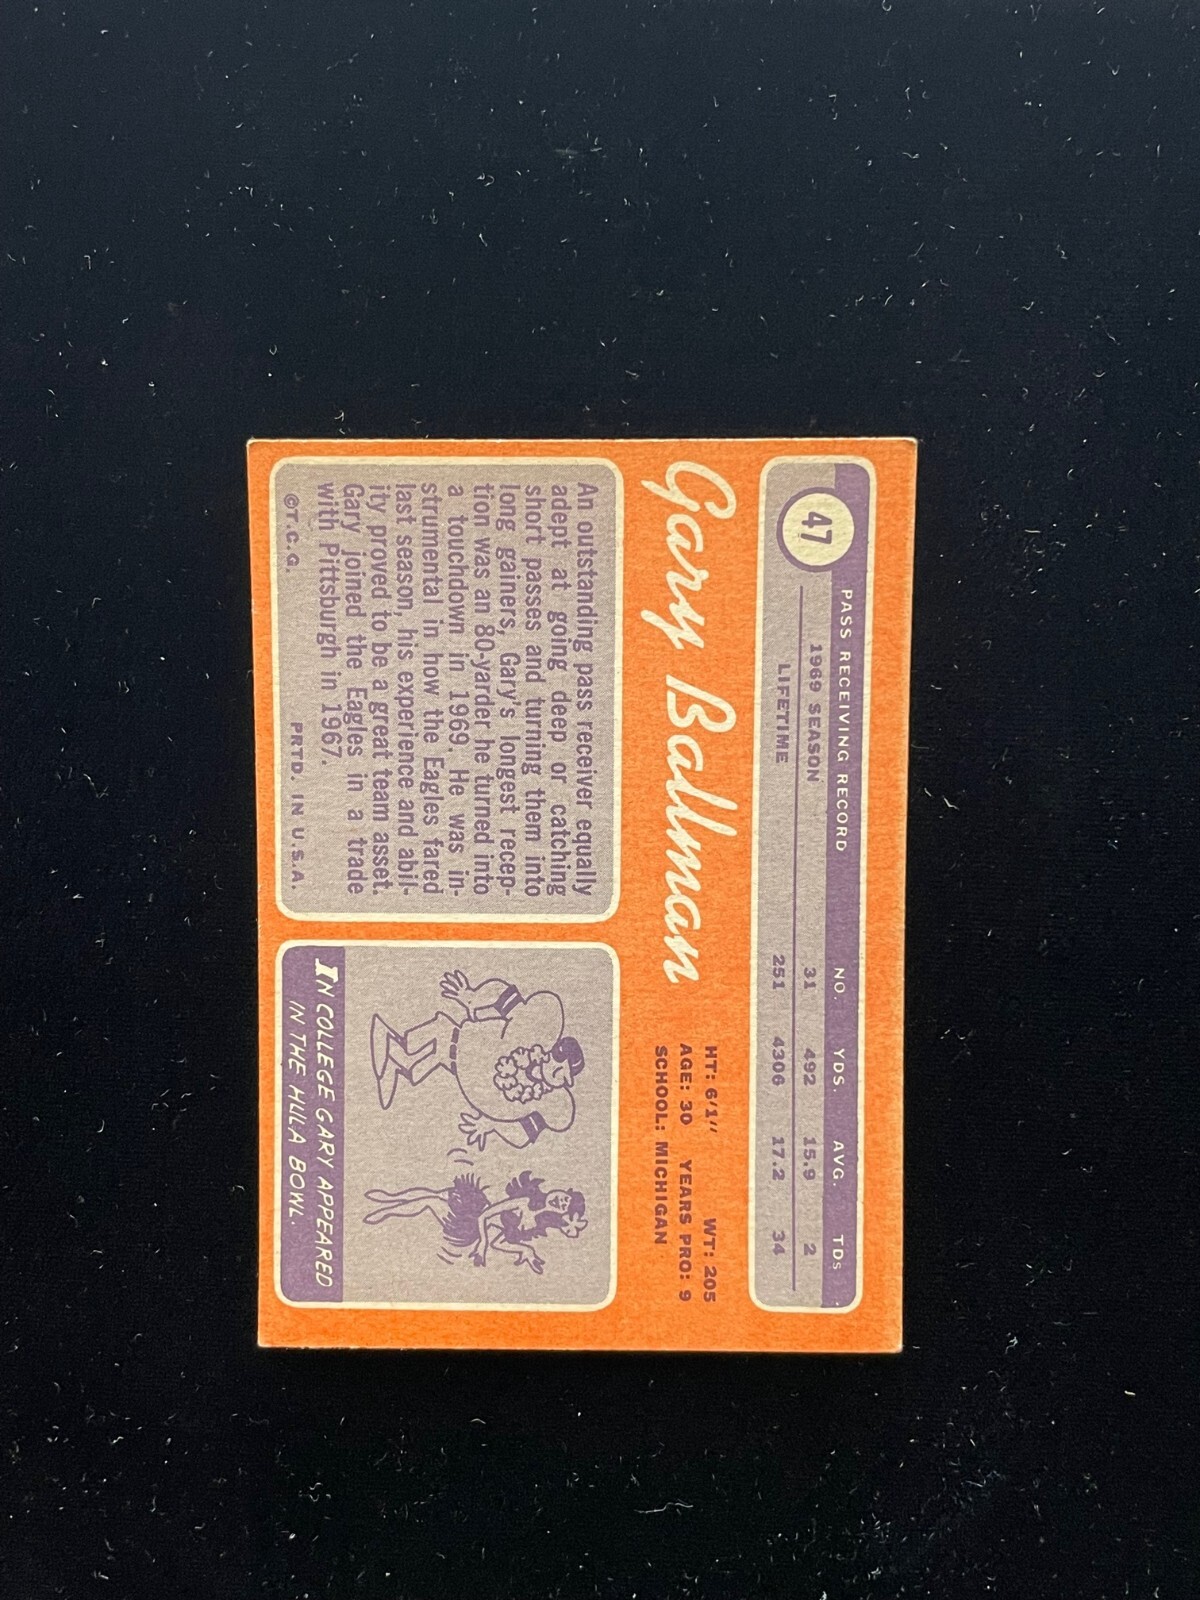 47
PASS RECEIVING RECORD NO. YDS. AVG. TDs
1969 SEASON 31 492 15.9 2
LIFETIME 251 4306 17.2 34
Gary Ballman
HT: 6'1" WT: 205
AGE: 30 YEARS PRO: 9
SCHOOL: MICHIGAN
An outstanding pass receiver equally
adept at going deep or catching
short passes and turning them into
long gainers, Gary's longest recep-
tion was an 80-yarder he turned into
a touchdown in 1969. He was in-
strumental in how the Eagles fared
last season, his experience and abil-
ity proved to be a great team asset.
Gary joined the Eagles in a trade
with Pittsburgh in 1967.
©T.C.G. PRTD. IN U.S.A.
IN COLLEGE GARY APPEARED
IN THE HULA BOWL.